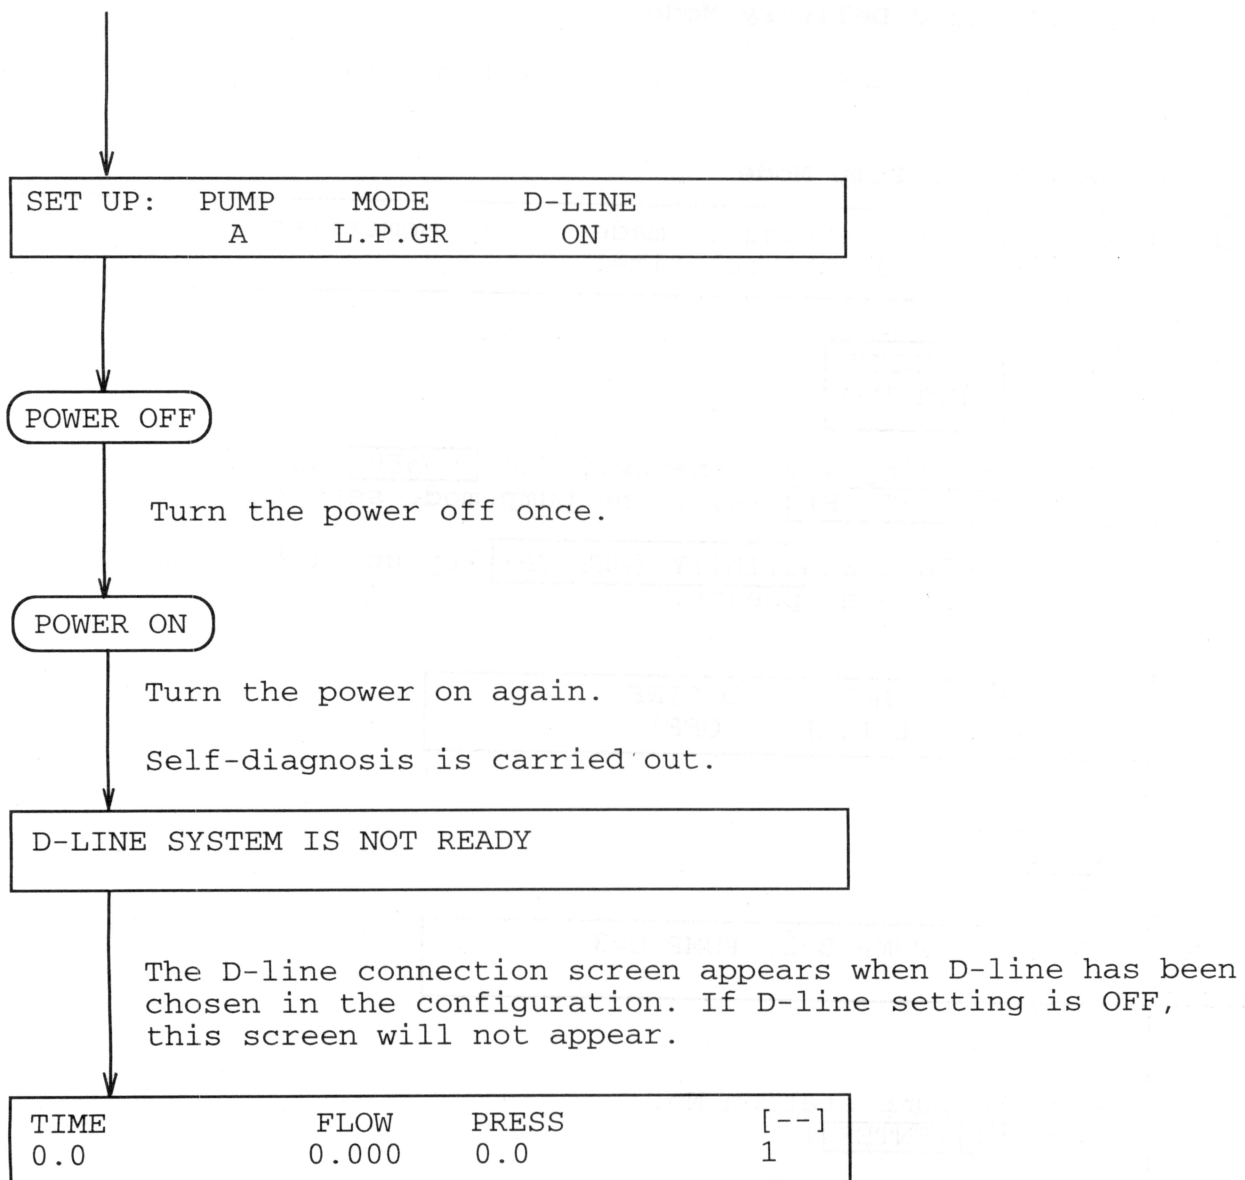 SET UP: PUMP MODE D-LINE
A L.P.GR ON
POWER OFF
Turn the power off once.
POWER ON
Turn the power on again.
Self-diagnosis is carried out.
D-LINE SYSTEM IS NOT READY
The D-line connection screen appears when D-line has been
chosen in the configuration. If D-line setting is OFF,
this screen will not appear.
TIME FLOW PRESS [--]
0.0 0.000 0.0 1